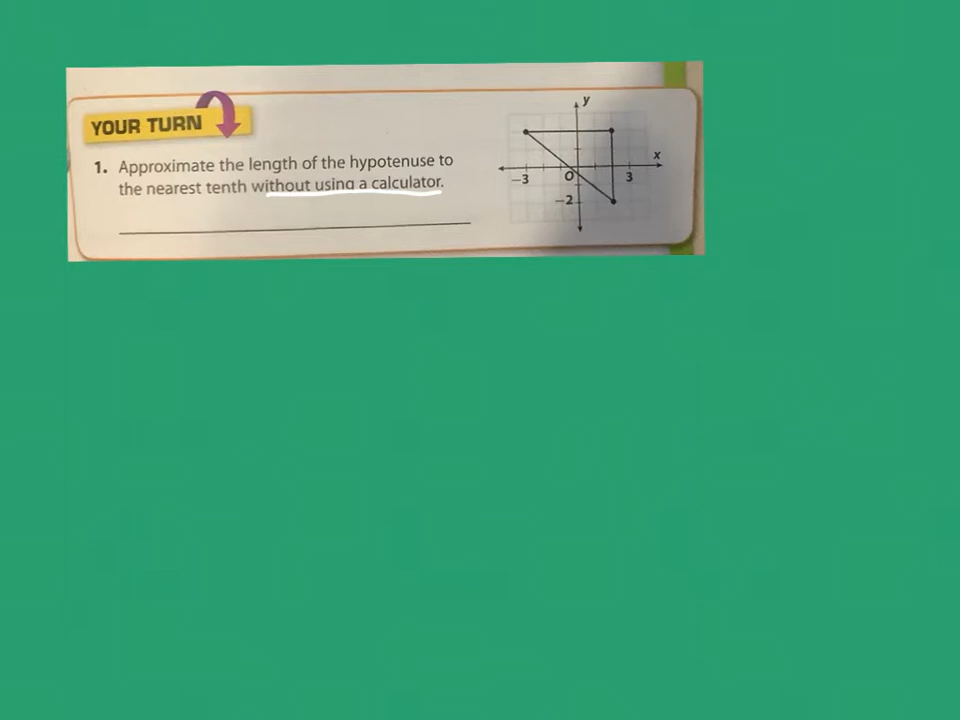 YOUR TURN
1. Approximate the length of the hypotenuse to
the nearest tenth without using a calculator.
y
x
−3
O
3
−2